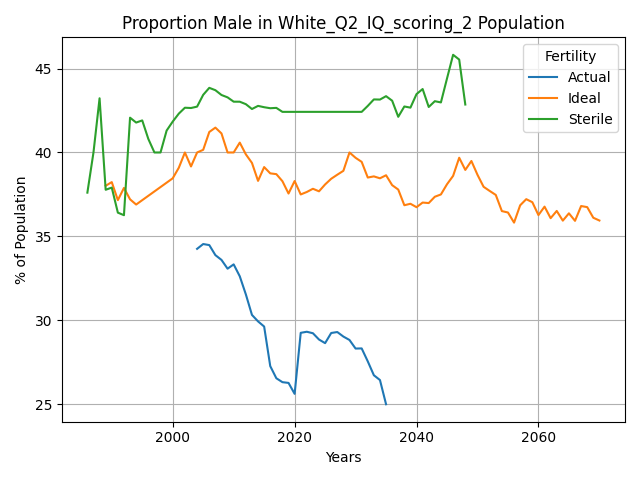 Proportion Male in White_Q2_IQ_scoring_2 Population
Fertility
Actual
Ideal
Sterile
% of Population
45
40
35
30
25
2000
2020
2040
2060
Years